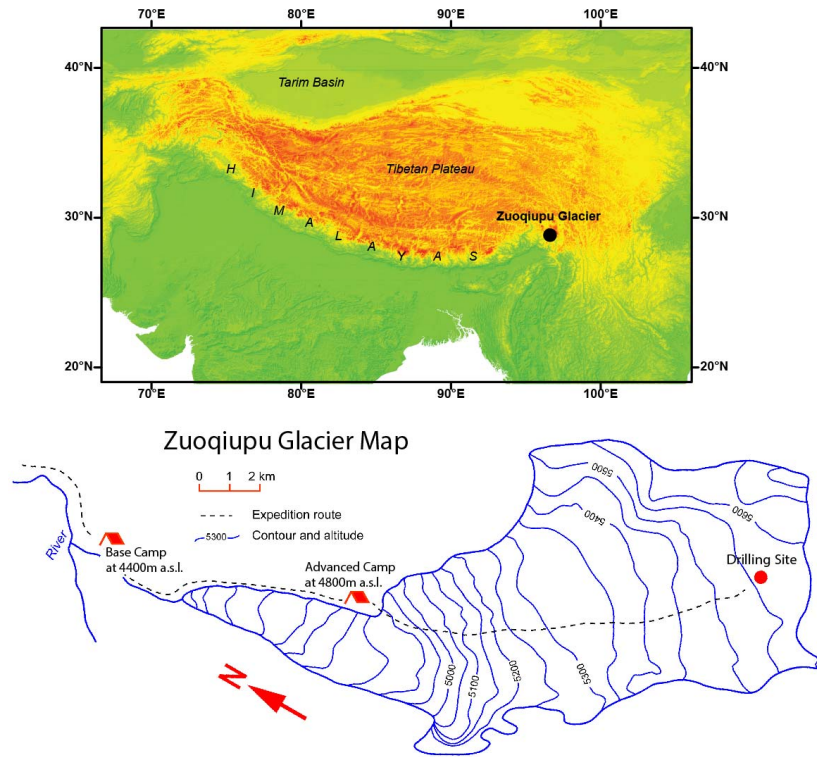 70°E 80°E 90°E 100°E
40°N 40°N
Tarim Basin
Tibetan Plateau
H
I
M
A
L
A
Y
A
S
Zuoqiupu Glacier
30°N 30°N
20°N 20°N
70°E 80°E 90°E 100°E
Zuoqiupu Glacier Map
0 1 2 km
Expedition route
5300 Contour and altitude
River
Base Camp
at 4400m a.s.l.
Advanced Camp
at 4800m a.s.l.
Drilling Site
5500
5600
5400
5300
5200
5100
5000
N